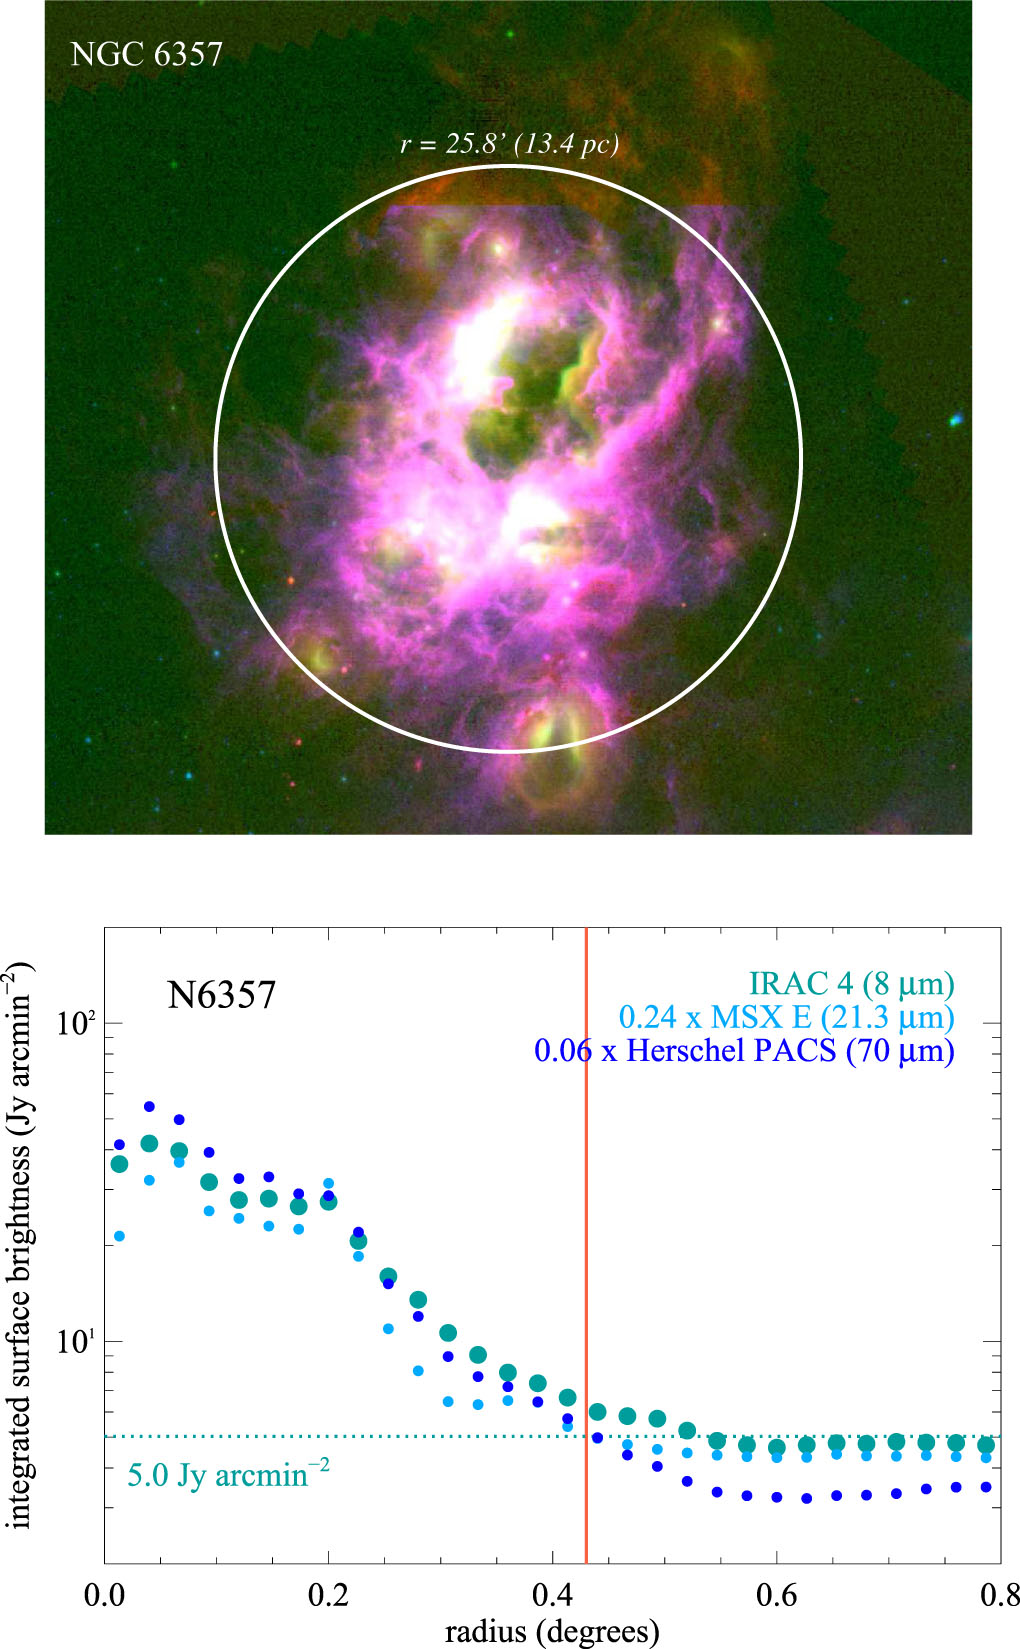 NGC 6357
r = 25.8’ (13.4 pc)
N6357
IRAC 4 (8 μm)
0.24 x MSX E (21.3 μm)
0.06 x Herschel PACS (70 μm)
10²
10¹
5.0 Jy arcmin⁻²
integrated surface brightness (Jy arcmin⁻²)
0.0 0.2 0.4 0.6 0.8
radius (degrees)